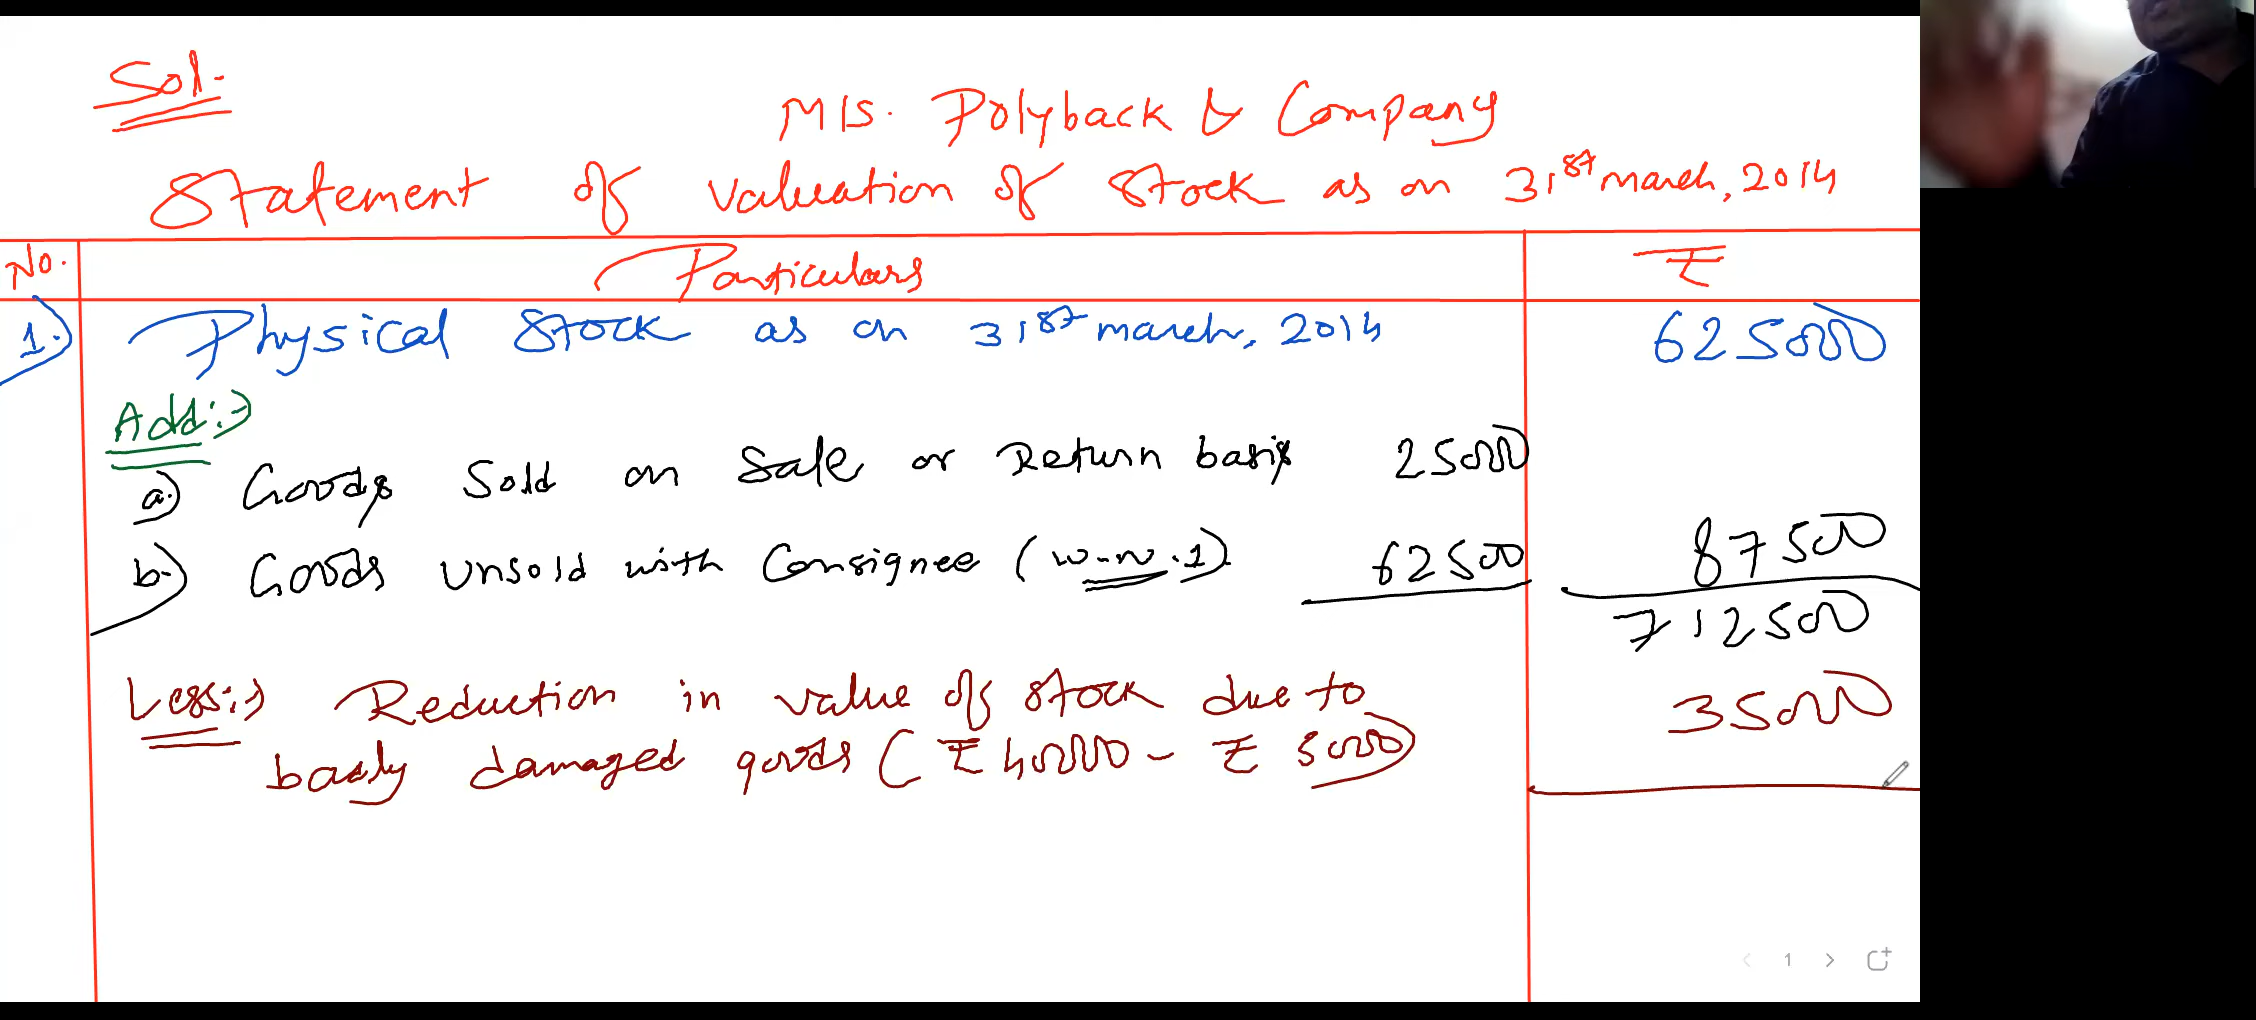 Sol.
M/S. Polyback & Company
Statement of valuation of Stock as on 31st march, 2014
No. Particulars ₹
1.) Physical Stock as on 31st march, 2014 625000
Add:→
a.) Goods Sold on Sale or Return basis 25000
b.) Goods unsold with Consignee (w.n.1) 62500 87500
712500
Less:→ Reduction in value of stock due to 35000
badly damaged goods (₹ 40000 - ₹ 5000)
1